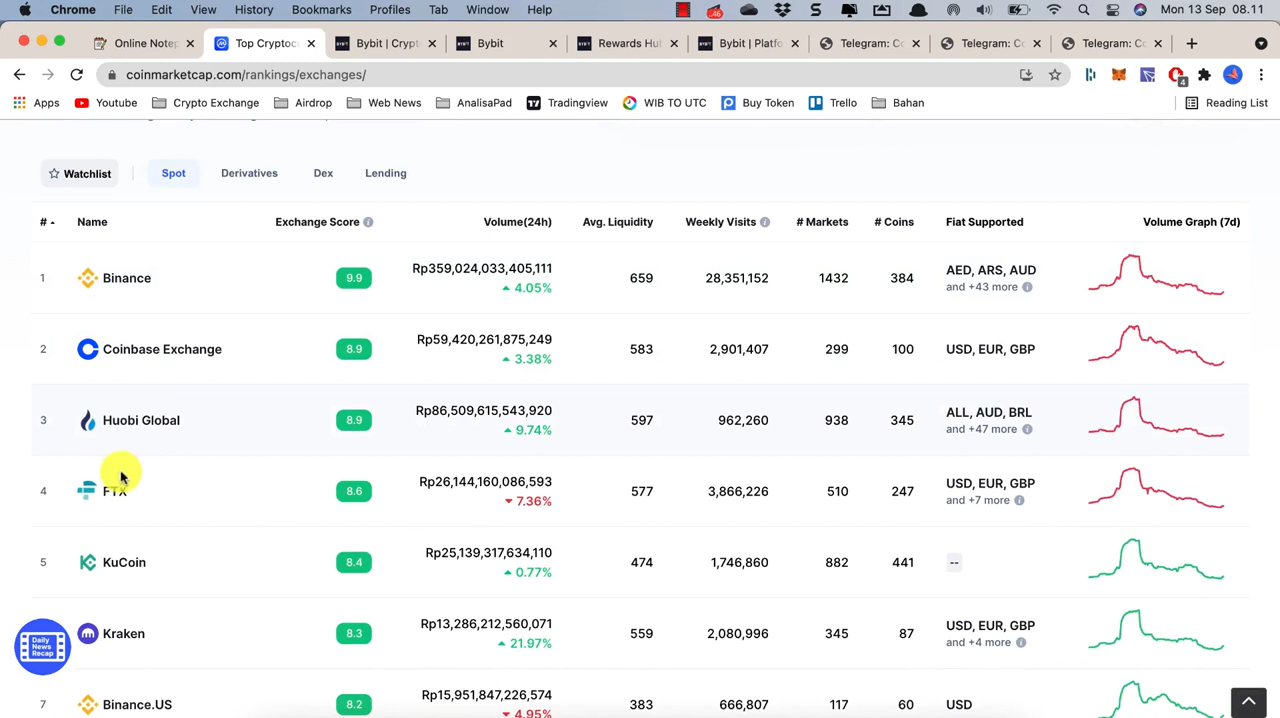 Chrome File Edit View History Bookmarks Profiles Tab Window Help 46 Mon 13 Sep 08.11
Online Notep Top Cryptoc Bybit | Crypt Bybit Rewards Hu Bybit | Platfo Telegram: Co Telegram: Co Telegram: Co
coinmarketcap.com/rankings/exchanges/ 4
Apps Youtube Crypto Exchange Airdrop Web News AnalisaPad Tradingview WIB TO UTC Buy Token Trello Bahan Reading List
Watchlist Spot Derivatives Dex Lending
# Name Exchange Score Volume(24h) Avg. Liquidity Weekly Visits # Markets # Coins Fiat Supported Volume Graph (7d)
1 Binance 9.9 Rp359,024,033,405,111 659 28,351,152 1432 384 AED, ARS, AUD
4.05% and +43 more
2 Coinbase Exchange 8.9 Rp59,420,261,875,249 583 2,901,407 299 100 USD, EUR, GBP
3.38%
3 Huobi Global 8.9 Rp86,509,615,543,920 597 962,260 938 345 ALL, AUD, BRL
9.74% and +47 more
4 FTX 8.6 Rp26,144,160,086,593 577 3,866,226 510 247 USD, EUR, GBP
7.36% and +7 more
5 KuCoin 8.4 Rp25,139,317,634,110 474 1,746,860 882 441 --
0.77%
6 Kraken 8.3 Rp13,286,212,560,071 559 2,080,996 345 87 USD, EUR, GBP
21.97% and +4 more
Daily
News
Recap
7 Binance.US 8.2 Rp15,951,847,226,574 383 666,807 117 60 USD
4.95%